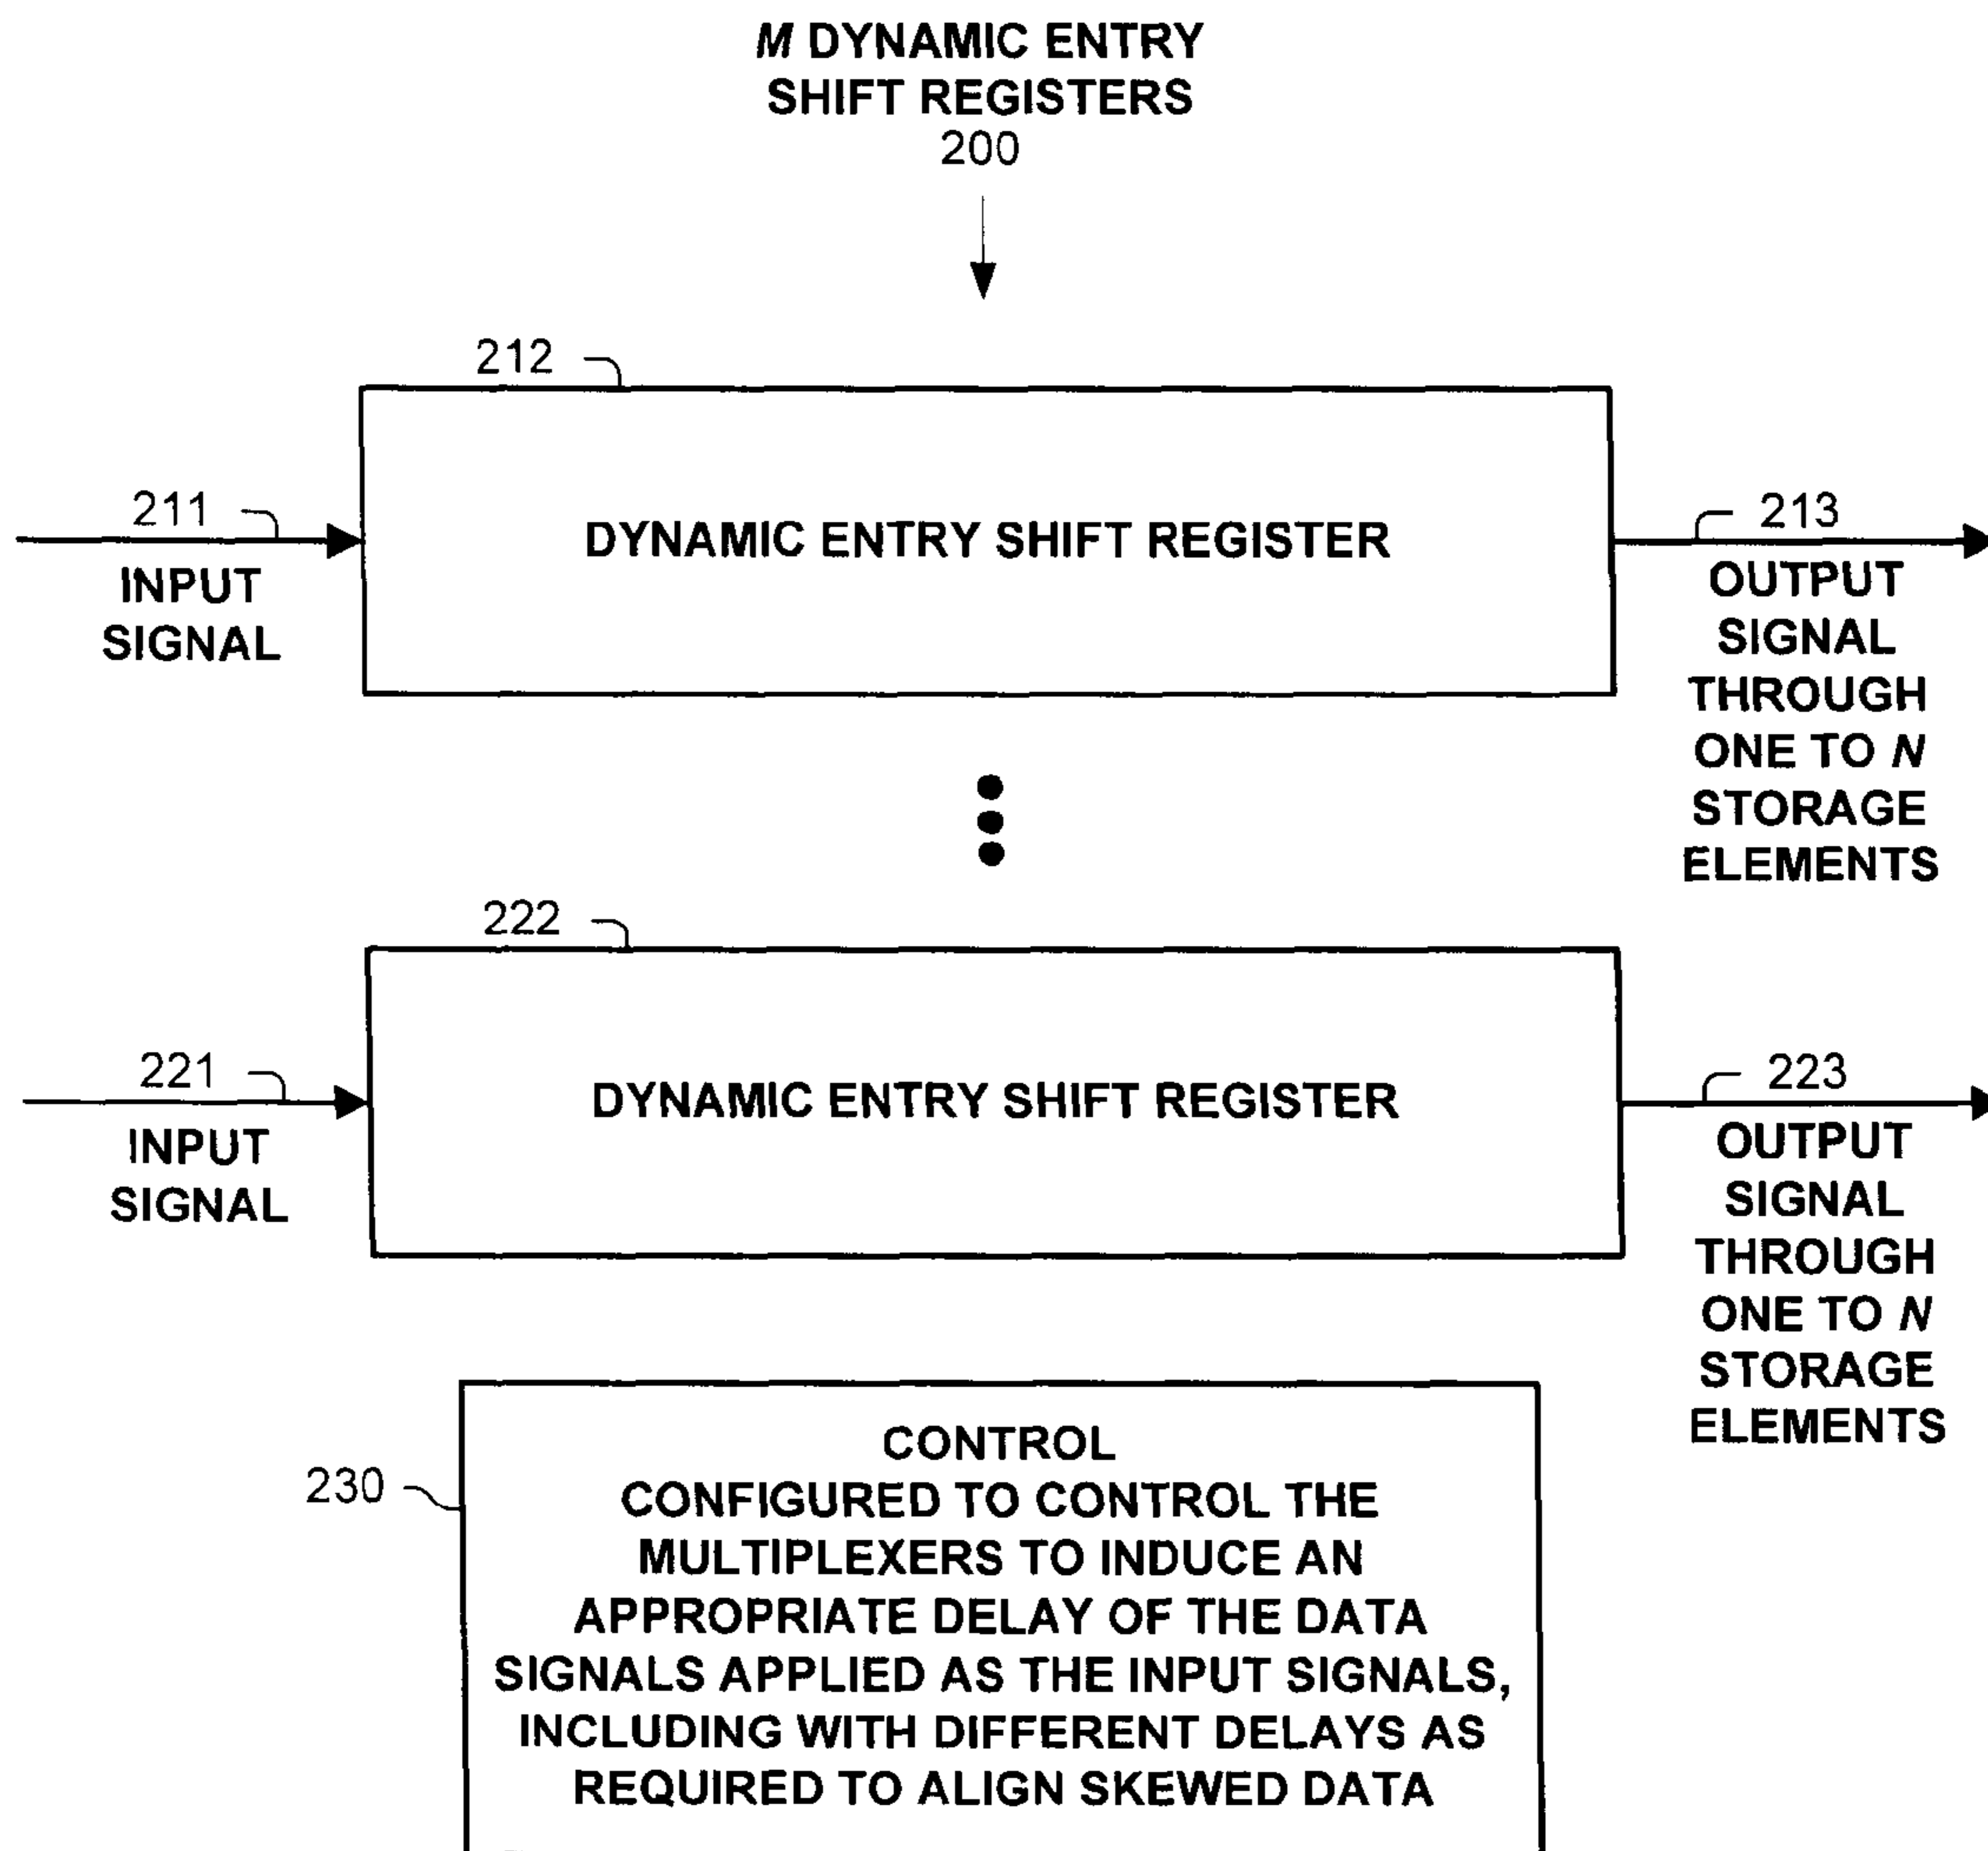 M DYNAMIC ENTRY
SHIFT REGISTERS
200
212
211
INPUT
SIGNAL
DYNAMIC ENTRY SHIFT REGISTER
213
OUTPUT
SIGNAL
THROUGH
ONE TO N
STORAGE
ELEMENTS
222
221
INPUT
SIGNAL
DYNAMIC ENTRY SHIFT REGISTER
223
OUTPUT
SIGNAL
THROUGH
ONE TO N
STORAGE
ELEMENTS
230
CONTROL
CONFIGURED TO CONTROL THE
MULTIPLEXERS TO INDUCE AN
APPROPRIATE DELAY OF THE DATA
SIGNALS APPLIED AS THE INPUT SIGNALS,
INCLUDING WITH DIFFERENT DELAYS AS
REQUIRED TO ALIGN SKEWED DATA